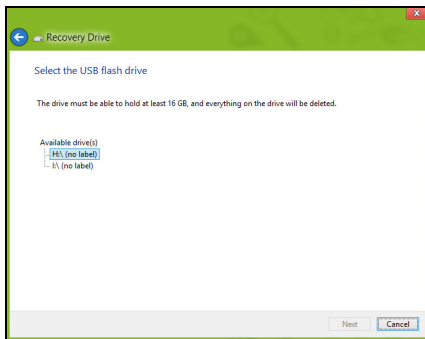 Recovery Drive
Select the USB flash drive
The drive must be able to hold at least 16 GB, and everything on the drive will be deleted.
Available drive(s)
H:\ (no label)
I:\ (no label)
Next Cancel